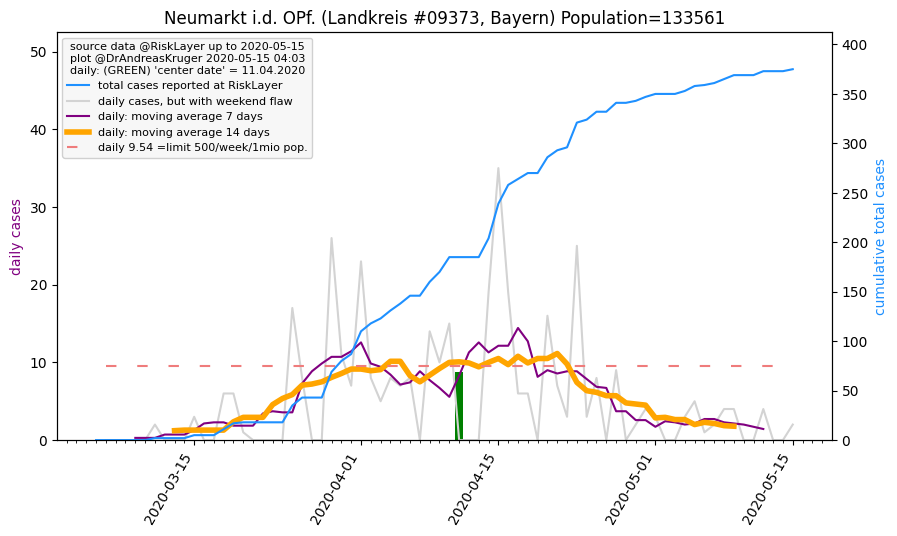 Neumarkt i.d. OPf. (Landkreis #09373, Bayern) Population=133561
source data @RiskLayer up to 2020-05-15
plot @DrAndreasKruger 2020-05-15 04:03
daily: (GREEN) 'center date' = 11.04.2020
total cases reported at RiskLayer
daily cases, but with weekend flaw
daily: moving average 7 days
daily: moving average 14 days
daily 9.54 =limit 500/week/1mio pop.
daily cases
50
40
30
20
10
0
cumulative total cases
400
350
300
250
200
150
100
50
0
2020-03-15
2020-04-01
2020-04-15
2020-05-01
2020-05-15